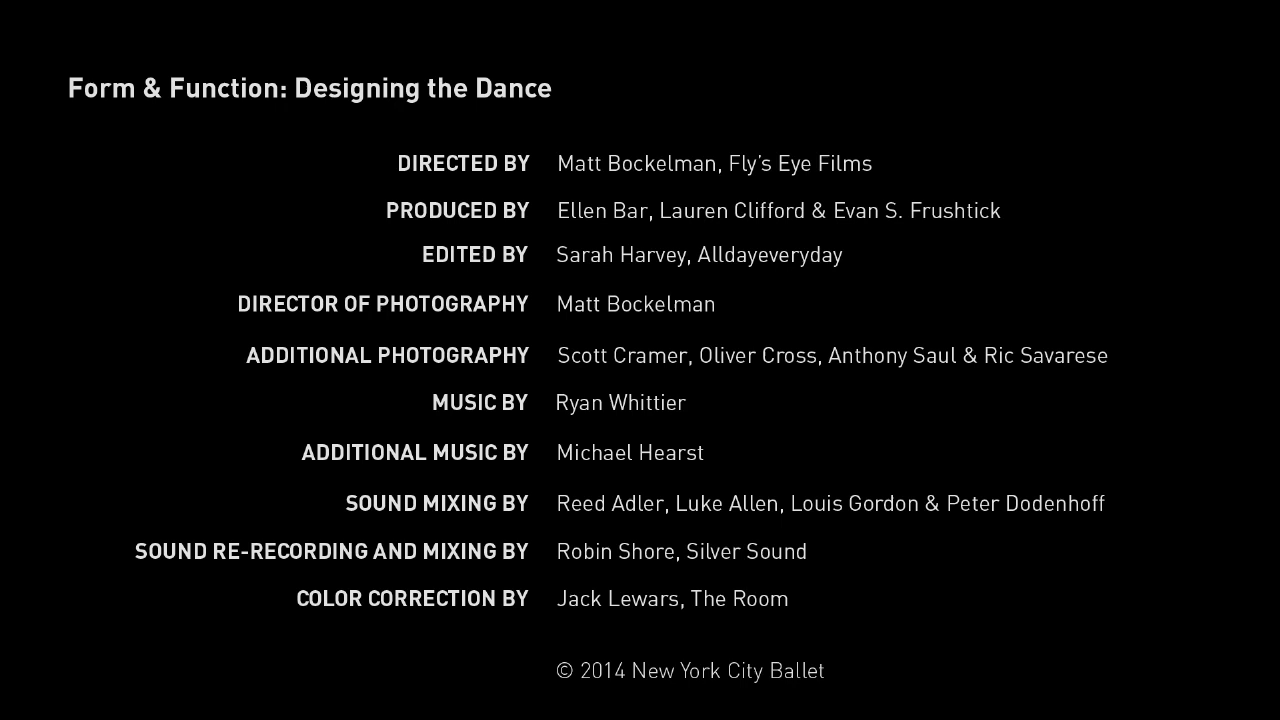 Form & Function: Designing the Dance
DIRECTED BY Matt Bockelman, Fly's Eye Films
PRODUCED BY Ellen Bar, Lauren Clifford & Evan S. Frushtick
EDITED BY Sarah Harvey, Alldayeveryday
DIRECTOR OF PHOTOGRAPHY Matt Bockelman
ADDITIONAL PHOTOGRAPHY Scott Cramer, Oliver Cross, Anthony Saul & Ric Savarese
MUSIC BY Ryan Whittier
ADDITIONAL MUSIC BY Michael Hearst
SOUND MIXING BY Reed Adler, Luke Allen, Louis Gordon & Peter Dodenhoff
SOUND RE-RECORDING AND MIXING BY Robin Shore, Silver Sound
COLOR CORRECTION BY Jack Lewars, The Room
© 2014 New York City Ballet